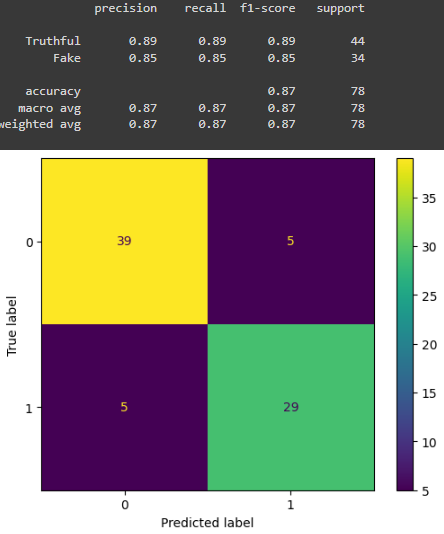 precision recall f1-score support
Truthful 0.89 0.89 0.89 44
Fake 0.85 0.85 0.85 34
accuracy 0.87 78
macro avg 0.87 0.87 0.87 78
weighted avg 0.87 0.87 0.87 78
39 5
0
5 29
1
True label
0 1
Predicted label
35
30
25
20
15
10
5